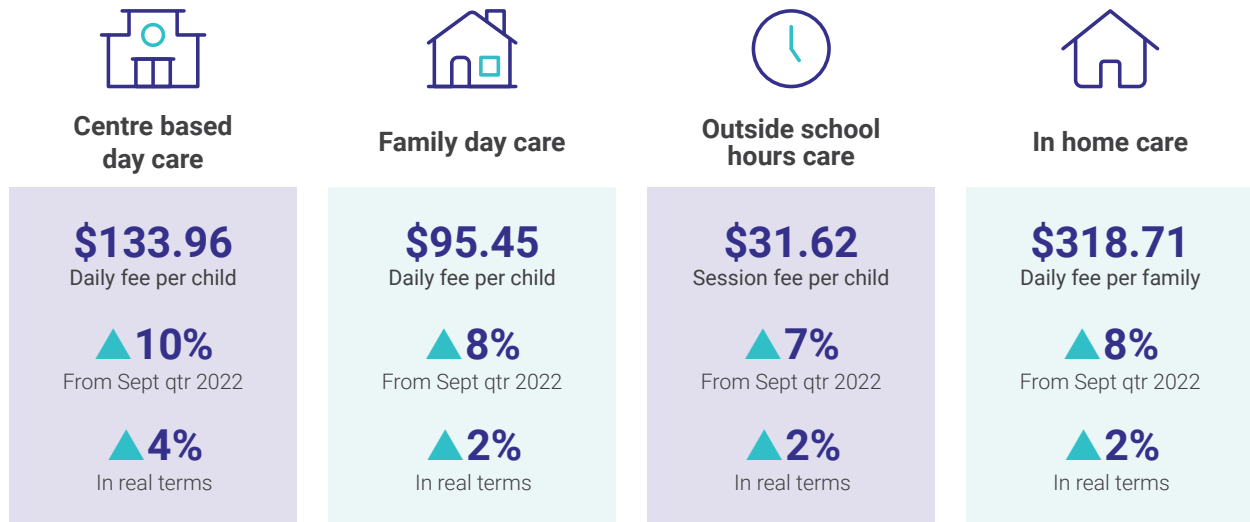 Centre based
day care
$133.96
Daily fee per child
▲10%
From Sept qtr 2022
▲4%
In real terms
Family day care
$95.45
Daily fee per child
▲8%
From Sept qtr 2022
▲2%
In real terms
Outside school
hours care
$31.62
Session fee per child
▲7%
From Sept qtr 2022
▲2%
In real terms
In home care
$318.71
Daily fee per family
▲8%
From Sept qtr 2022
▲2%
In real terms